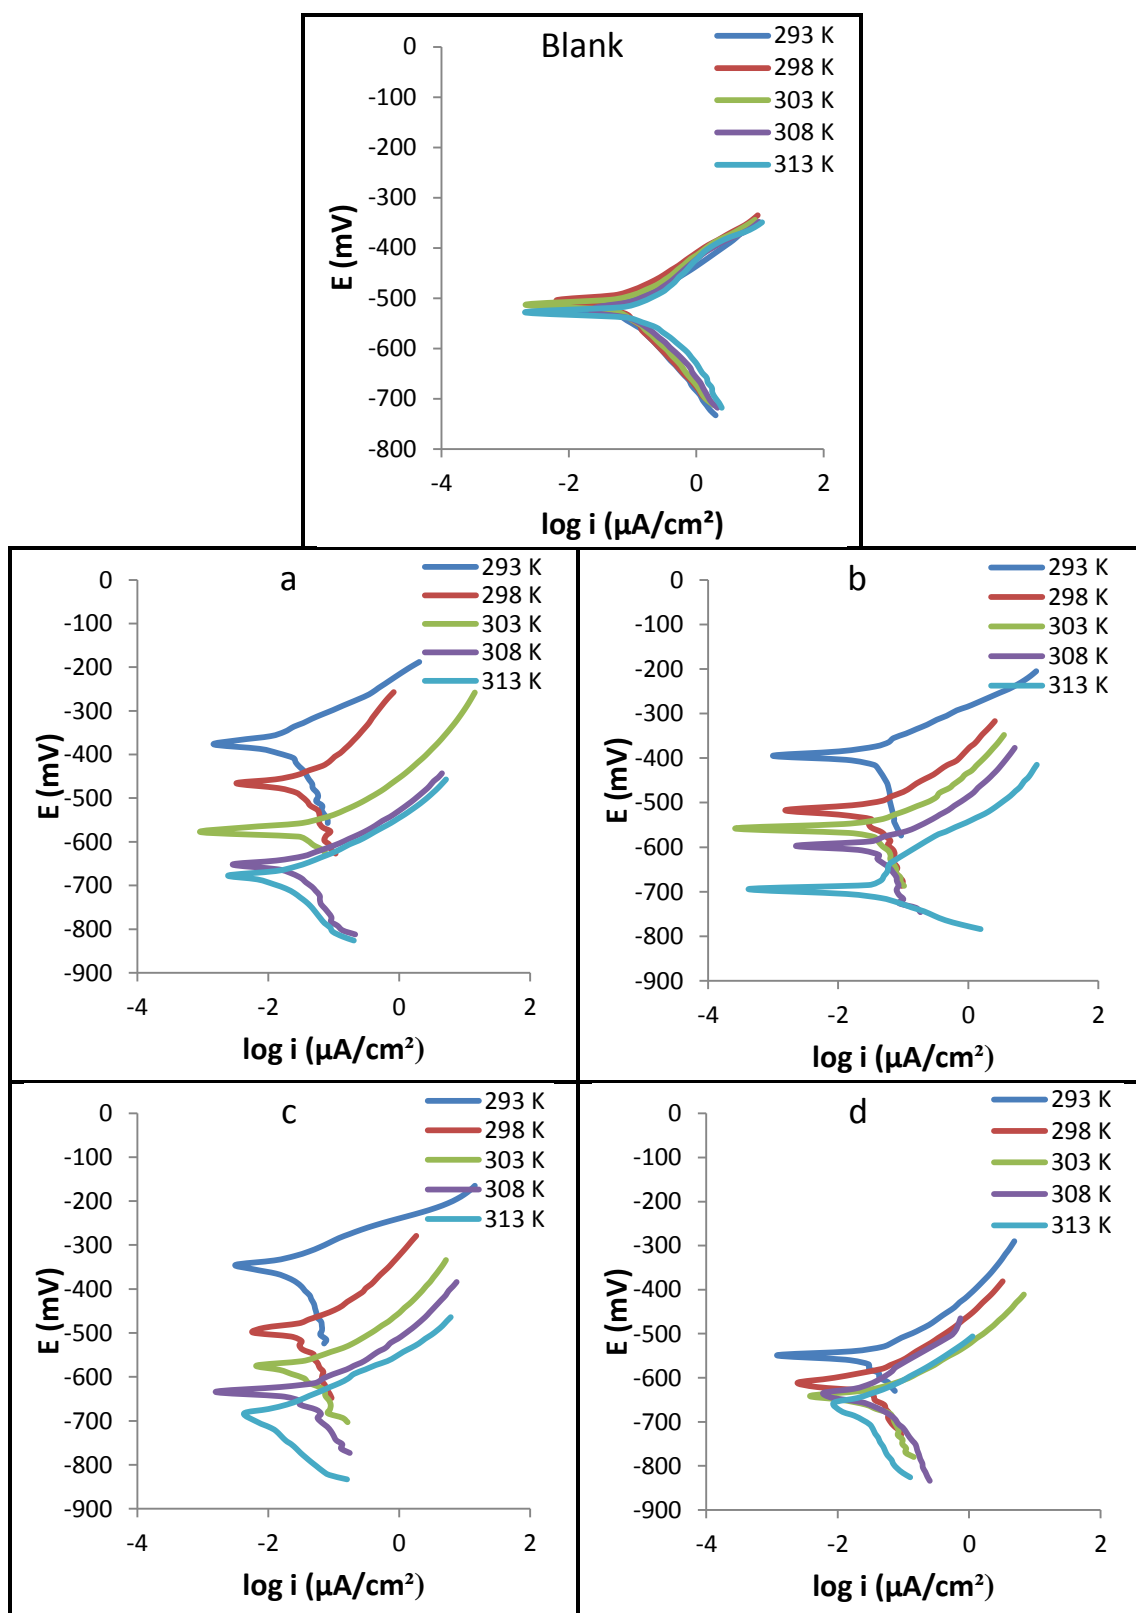 Blank
293 K
298 K
303 K
308 K
313 K
0
-100
-200
-300
-400
-500
-600
-700
-800
E (mV)
-4 -2 0 2
log i (µA/cm²)
a
293 K
298 K
303 K
308 K
313 K
0
-100
-200
-300
-400
-500
-600
-700
-800
-900
E (mV)
-4 -2 0 2
log i (µA/cm²)
b
293 K
298 K
303 K
308 K
313 K
0
-100
-200
-300
-400
-500
-600
-700
-800
-900
E (mV)
-4 -2 0 2
log i (µA/cm²)
c
293 K
298 K
303 K
308 K
313 K
0
-100
-200
-300
-400
-500
-600
-700
-800
-900
E (mV)
-4 -2 0 2
log i (µA/cm²)
d
293 K
298 K
303 K
308 K
313 K
0
-100
-200
-300
-400
-500
-600
-700
-800
-900
E (mV)
-4 -2 0 2
log i (µA/cm²)